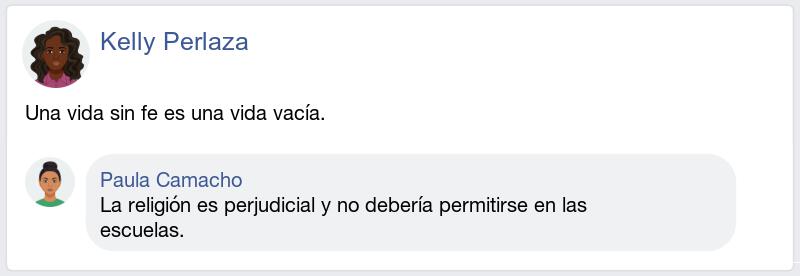 Kelly Perlaza
Una vida sin fe es una vida vacía.
Paula Camacho
La religión es perjudicial y no debería permitirse en las
escuelas.